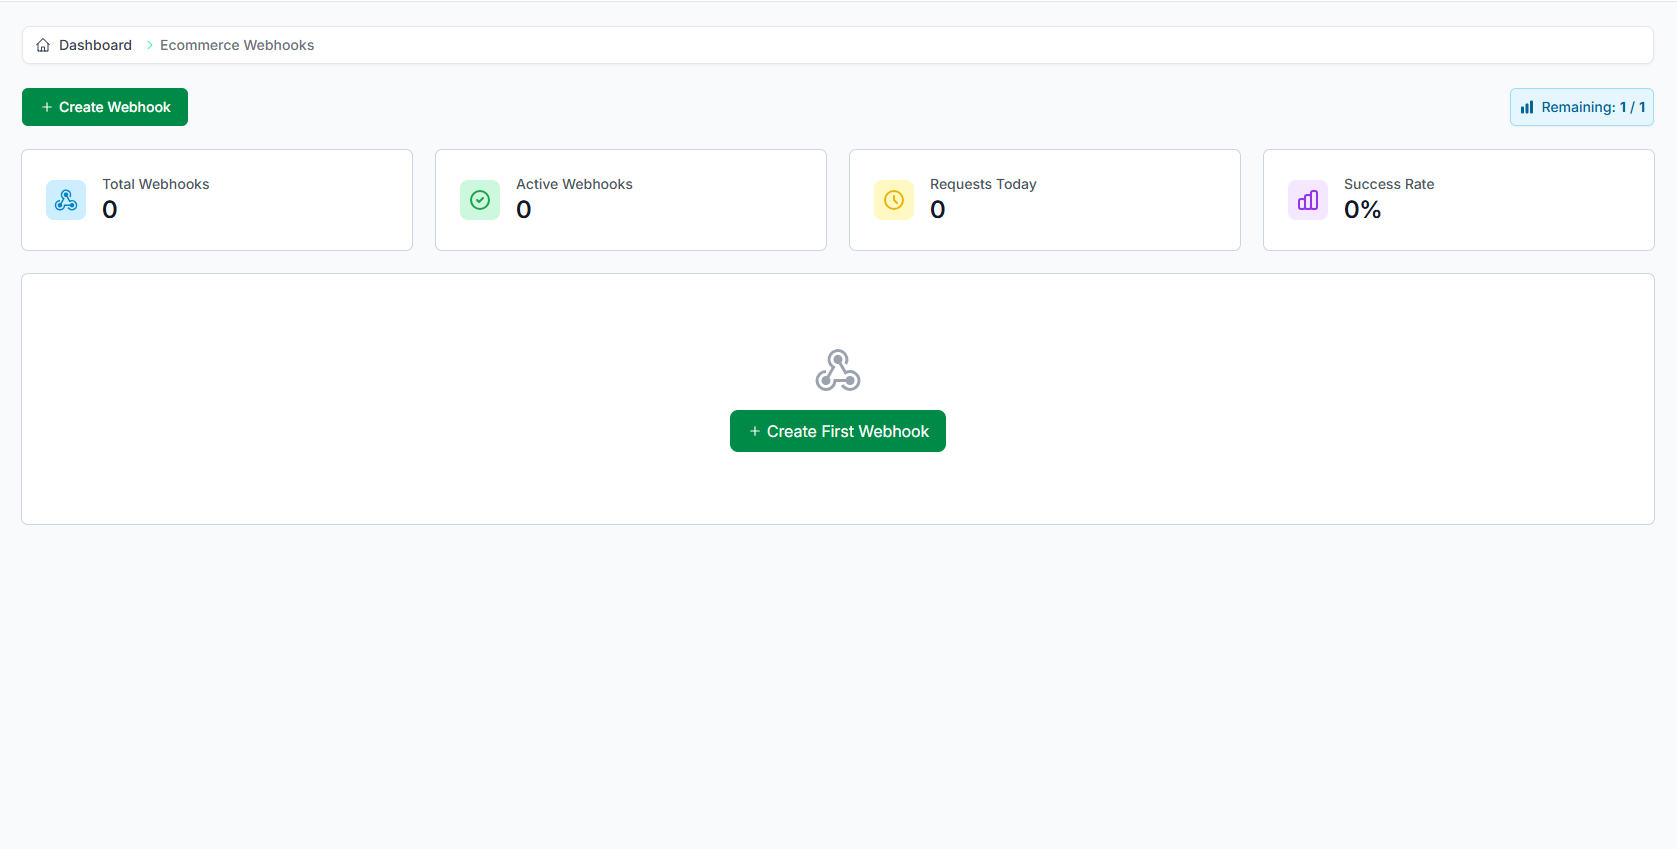 Dashboard > Ecommerce Webhooks
+ Create Webhook
Remaining: 1 / 1
Total Webhooks
0
Active Webhooks
0
Requests Today
0
Success Rate
0%
+ Create First Webhook